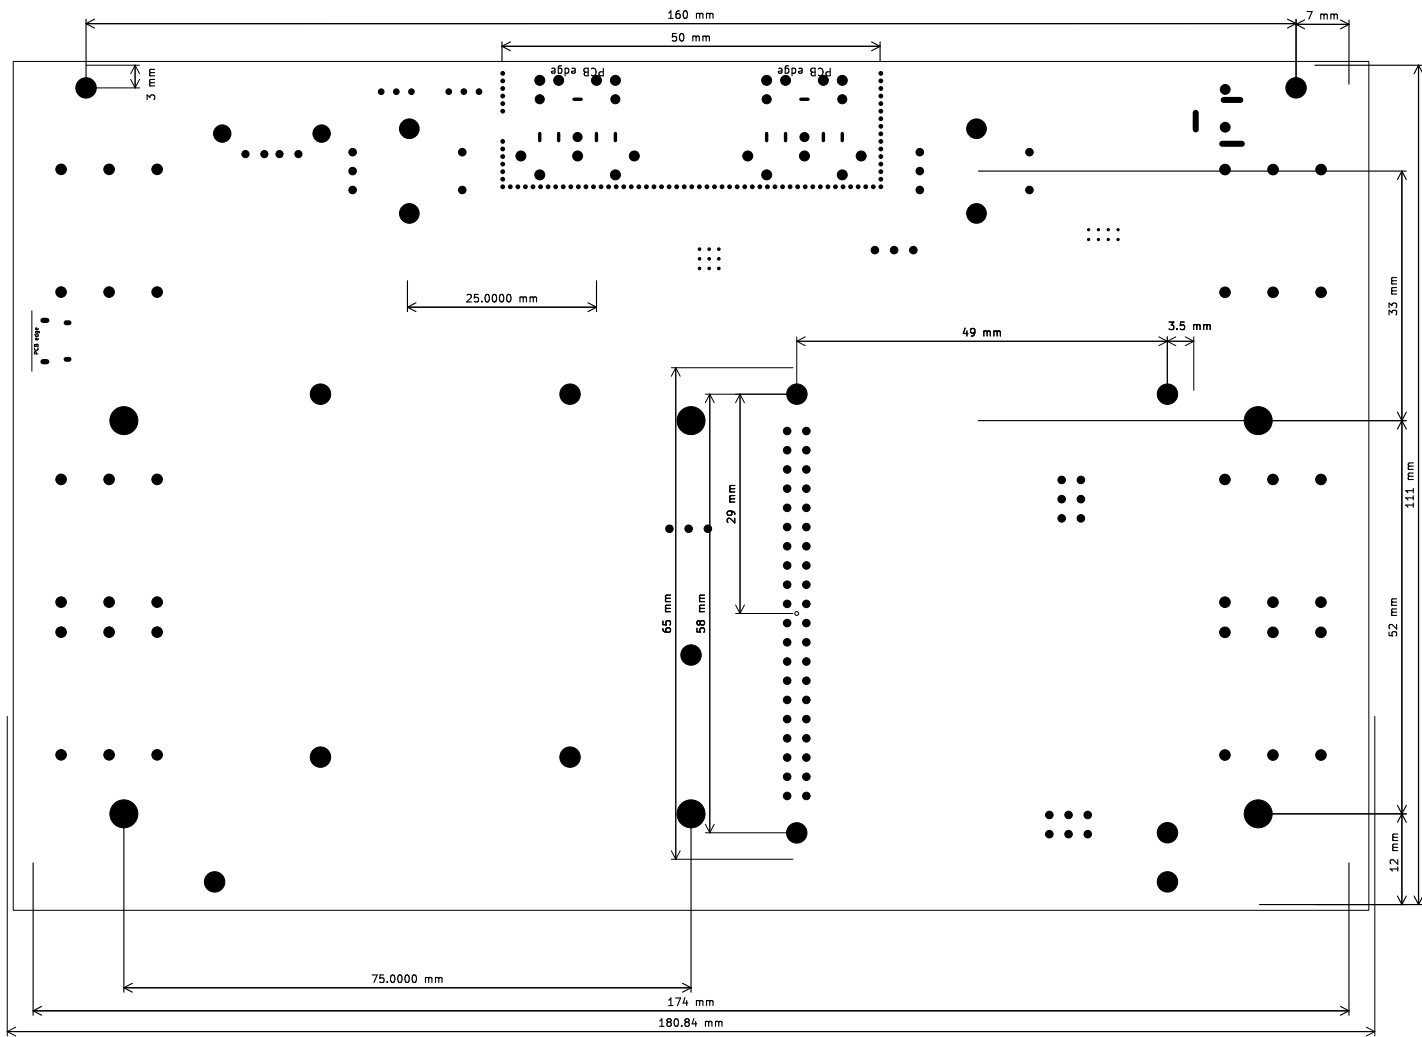 160 mm
7 mm
50 mm
PCB edge
PCB edge
3 mm
33 mm
25.0000 mm
3.5 mm
49 mm
PCB edge
111 mm
29 mm
65 mm
58 mm
52 mm
12 mm
75.0000 mm
174 mm
180.84 mm